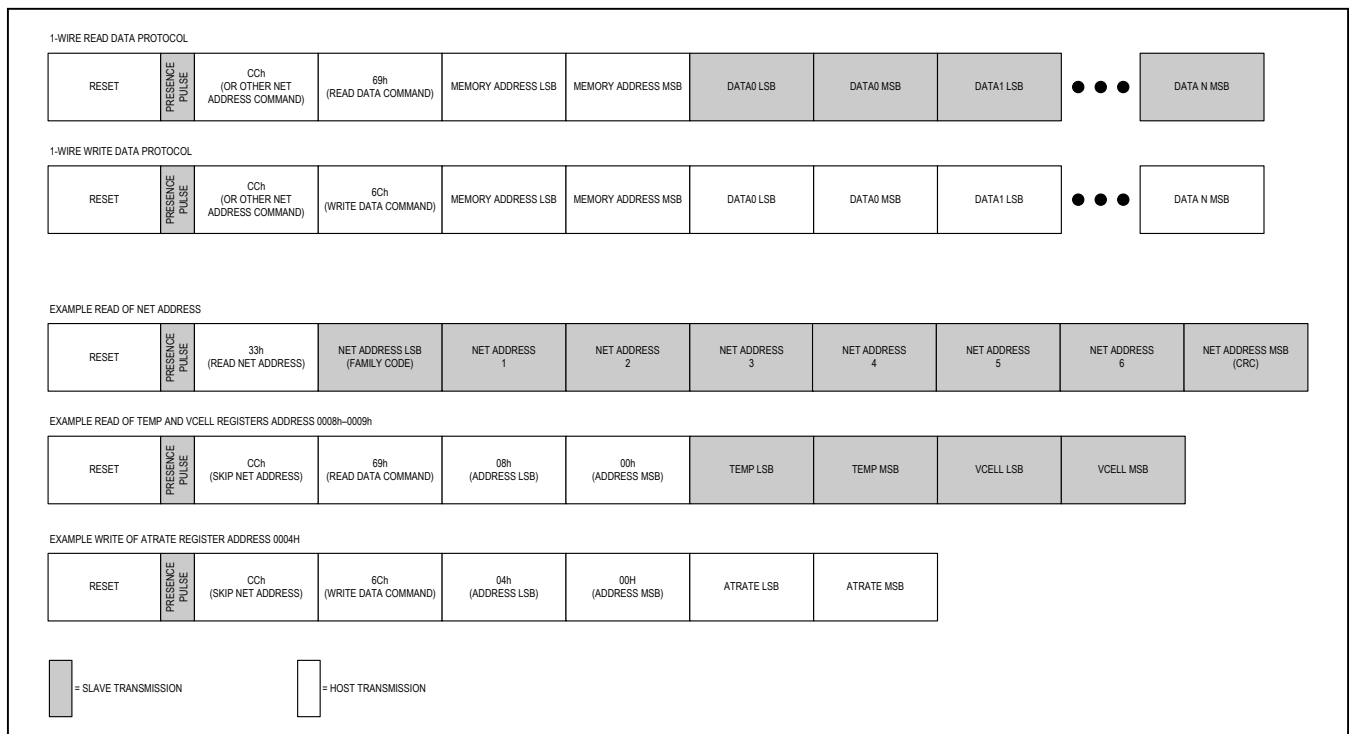 1-WIRE READ DATA PROTOCOL
RESET
PRESENCE
PULSE
CCh
(OR OTHER NET
ADDRESS COMMAND)
69h
(READ DATA COMMAND)
MEMORY ADDRESS LSB
MEMORY ADDRESS MSB
DATA0 LSB
DATA0 MSB
DATA1 LSB
DATA N MSB
1-WIRE WRITE DATA PROTOCOL
RESET
PRESENCE
PULSE
CCh
(OR OTHER NET
ADDRESS COMMAND)
6Ch
(WRITE DATA COMMAND)
MEMORY ADDRESS LSB
MEMORY ADDRESS MSB
DATA0 LSB
DATA0 MSB
DATA1 LSB
DATA N MSB
EXAMPLE READ OF NET ADDRESS
RESET
PRESENCE
PULSE
33h
(READ NET ADDRESS)
NET ADDRESS LSB
(FAMILY CODE)
NET ADDRESS
1
NET ADDRESS
2
NET ADDRESS
3
NET ADDRESS
4
NET ADDRESS
5
NET ADDRESS
6
NET ADDRESS MSB
(CRC)
EXAMPLE READ OF TEMP AND VCELL REGISTERS ADDRESS 0008h–0009h
RESET
PRESENCE
PULSE
CCh
(SKIP NET ADDRESS)
69h
(READ DATA COMMAND)
08h
(ADDRESS LSB)
00h
(ADDRESS MSB)
TEMP LSB
TEMP MSB
VCELL LSB
VCELL MSB
EXAMPLE WRITE OF ATRATE REGISTER ADDRESS 0004H
RESET
PRESENCE
PULSE
CCh
(SKIP NET ADDRESS)
6Ch
(WRITE DATA COMMAND)
04h
(ADDRESS LSB)
00H
(ADDRESS MSB)
ATRATE LSB
ATRATE MSB
= SLAVE TRANSMISSION
= HOST TRANSMISSION